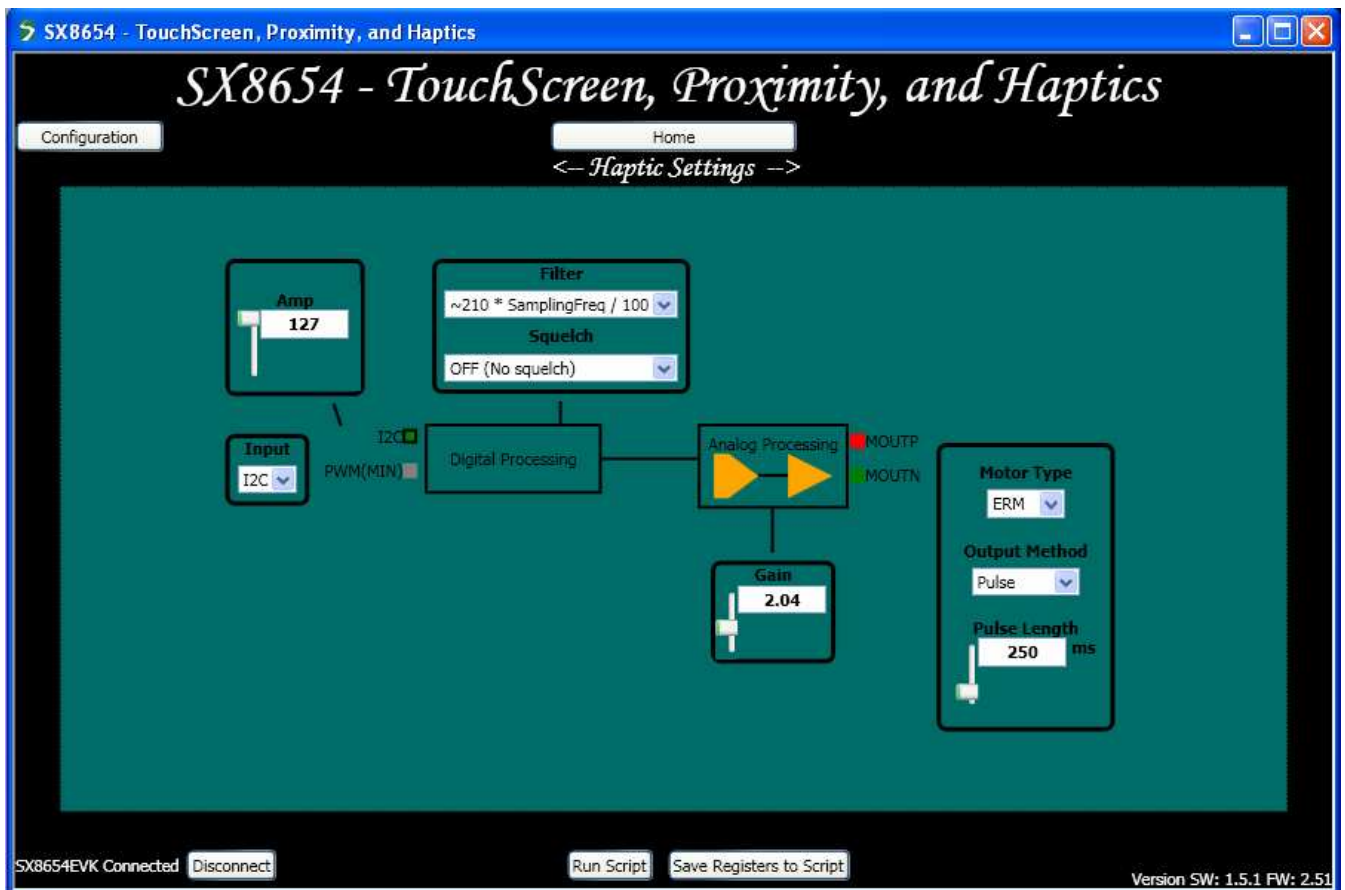 SX8654 - TouchScreen, Proximity, and Haptics
SX8654 - TouchScreen, Proximity, and Haptics
Configuration
Home
<-- Haptic Settings -->
Amp
127
Filter
~210 * SamplingFreq / 100
Squelch
OFF (No squelch)
Input
I2C
I2C
PWM(MIN)
Digital Processing
Analog Processing
MOUTP
MOUTN
Gain
2.04
Motor Type
ERM
Output Method
Pulse
Pulse Length
250 ms
SX8654EVK Connected Disconnect
Run Script Save Registers to Script
Version SW: 1.5.1 FW: 2.51